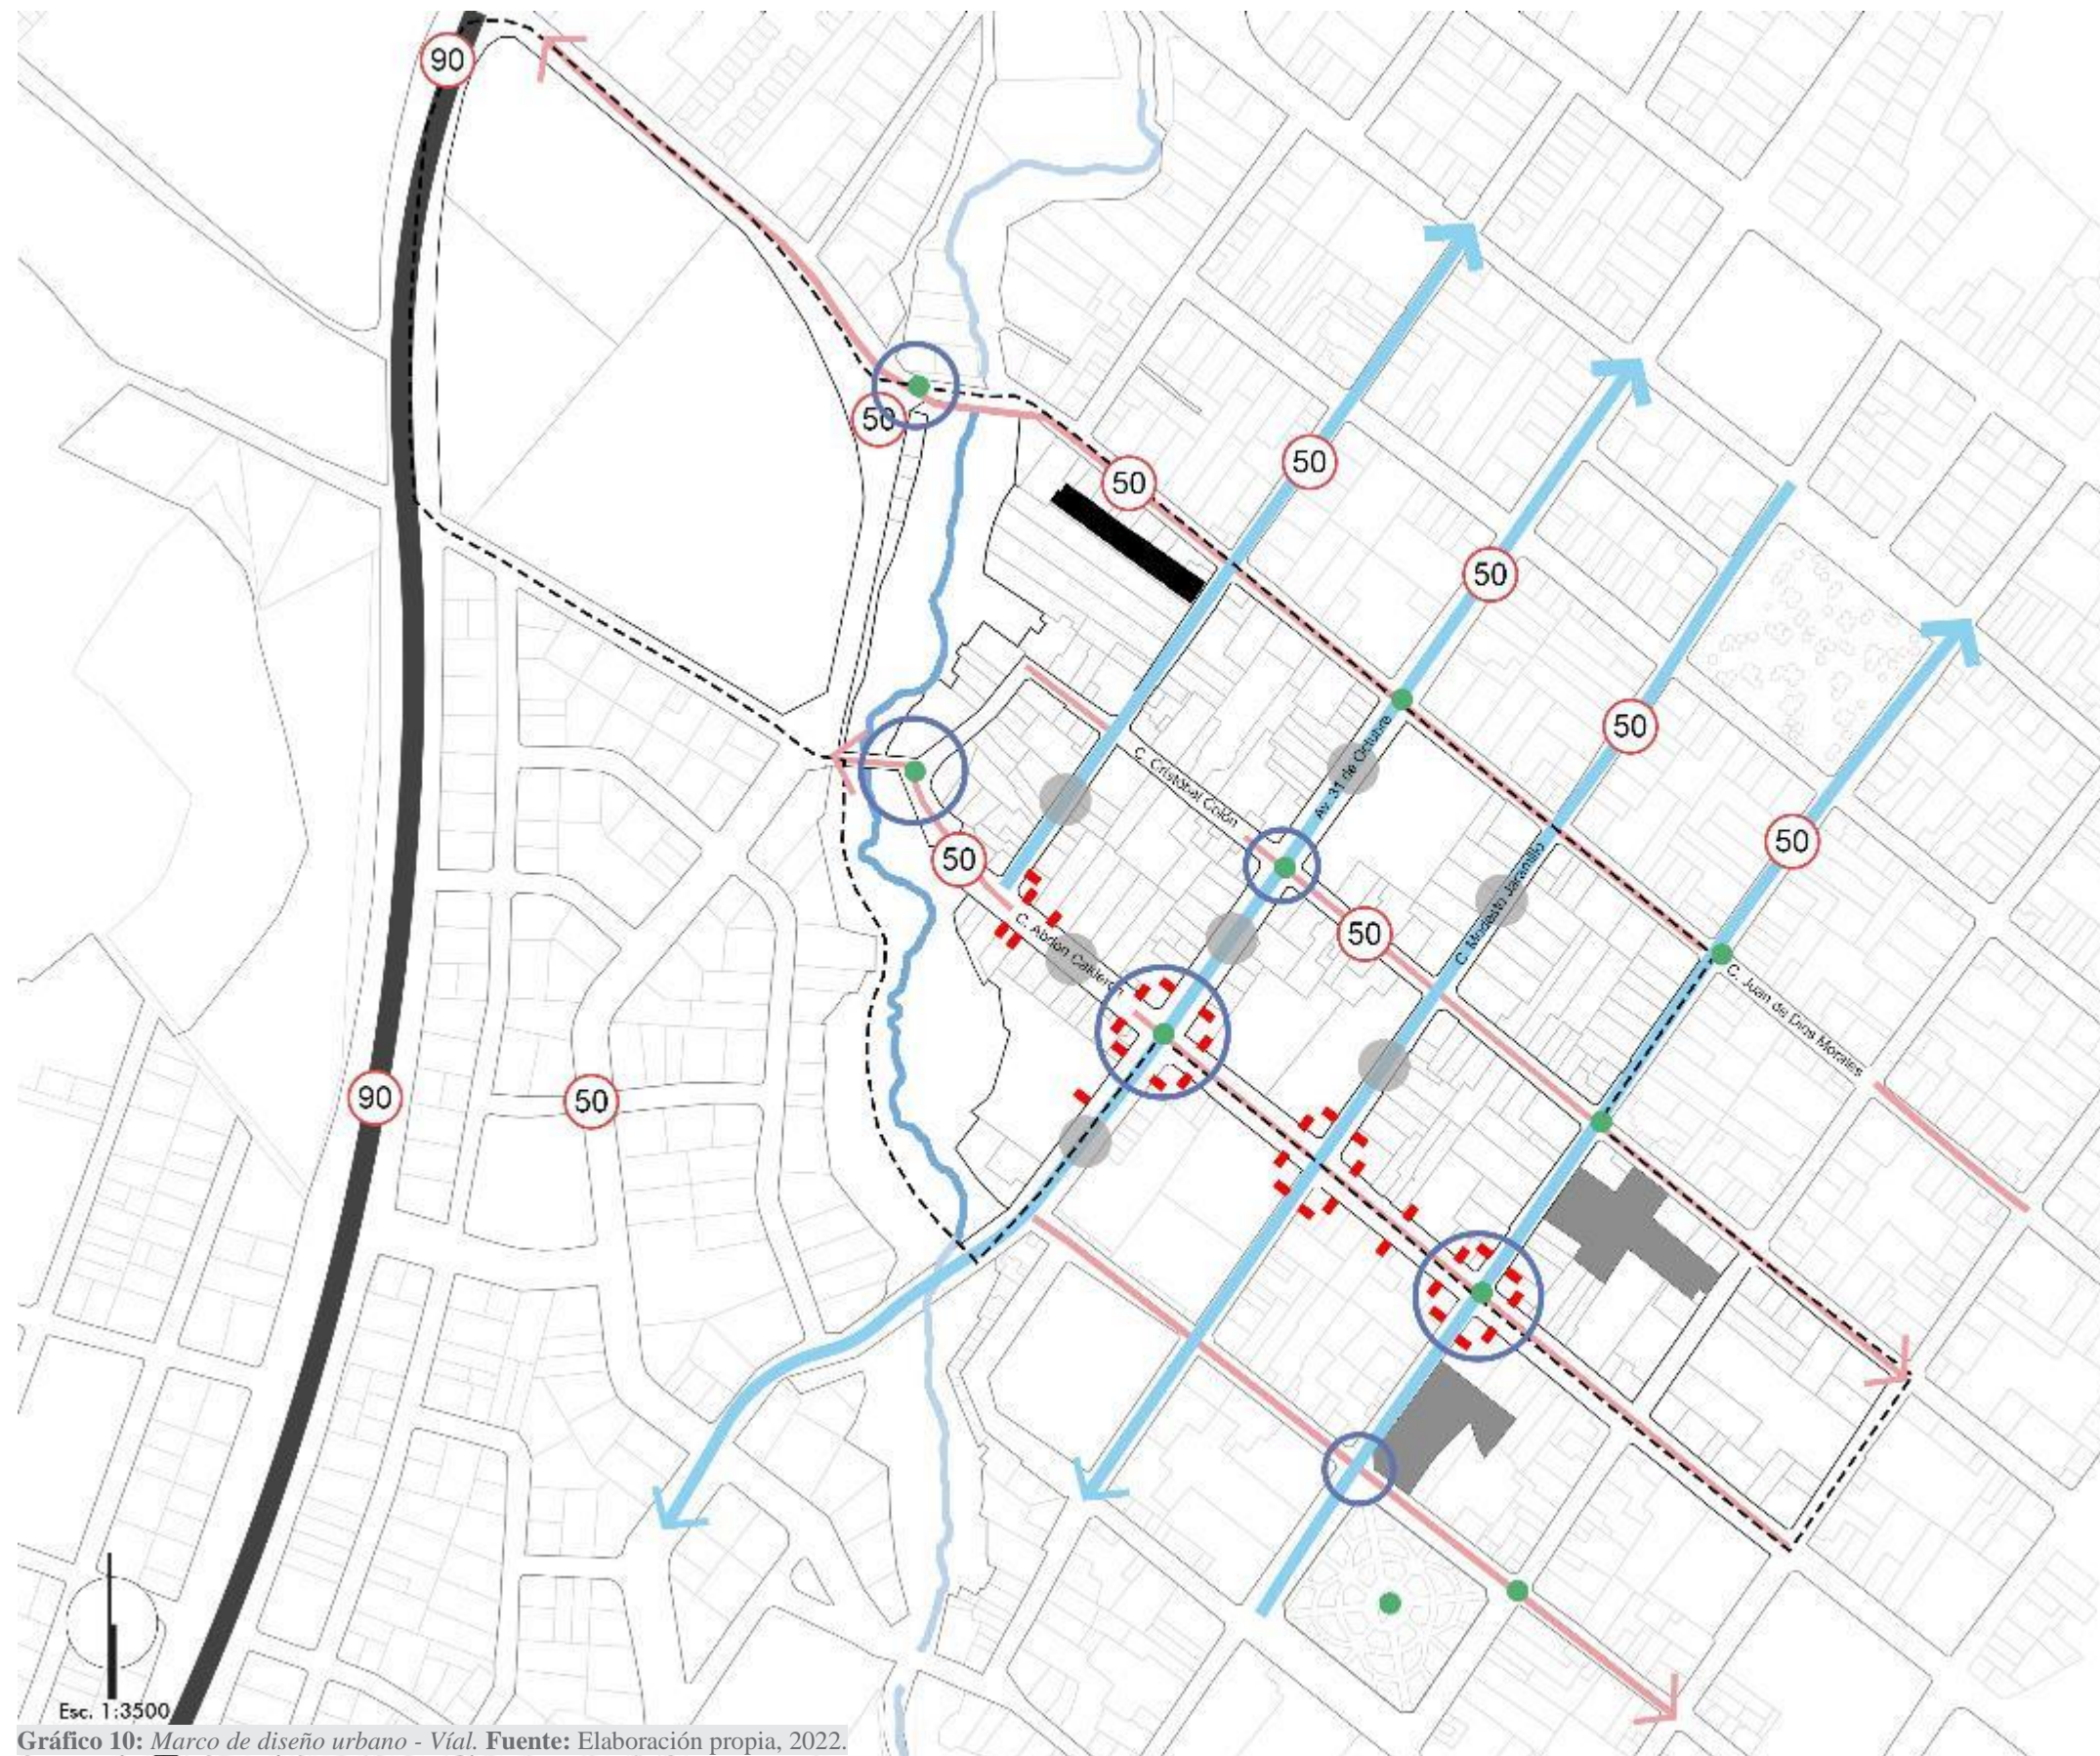 90
50
50
50
50
50
50
50
50
50
90
50
C. Cristóbal Colón
Av. 31 de Octubre
C. Modesto Jaramillo
C. Abdón Calderón
C. Juan de Dios Morales
Esc. 1:3500
Gráfico 10: Marco de diseño urbano - Víal. Fuente: Elaboración propia, 2022.